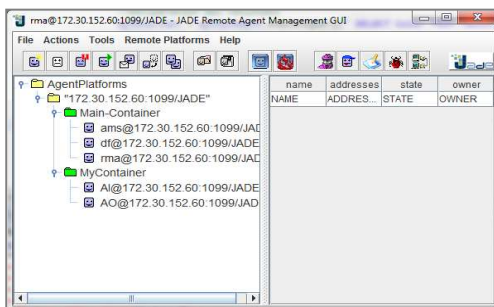 rma@172.30.152.60:1099/JADE - JADE Remote Agent Management GUI
File Actions Tools Remote Platforms Help
AgentPlatforms
"172.30.152.60:1099/JADE"
Main-Container
ams@172.30.152.60:1099/JAD
df@172.30.152.60:1099/JADE
rma@172.30.152.60:1099/JADE
MyContainer
AI@172.30.152.60:1099/JADE
AO@172.30.152.60:1099/JAD
name addresses state owner
NAME ADDRES... STATE OWNER